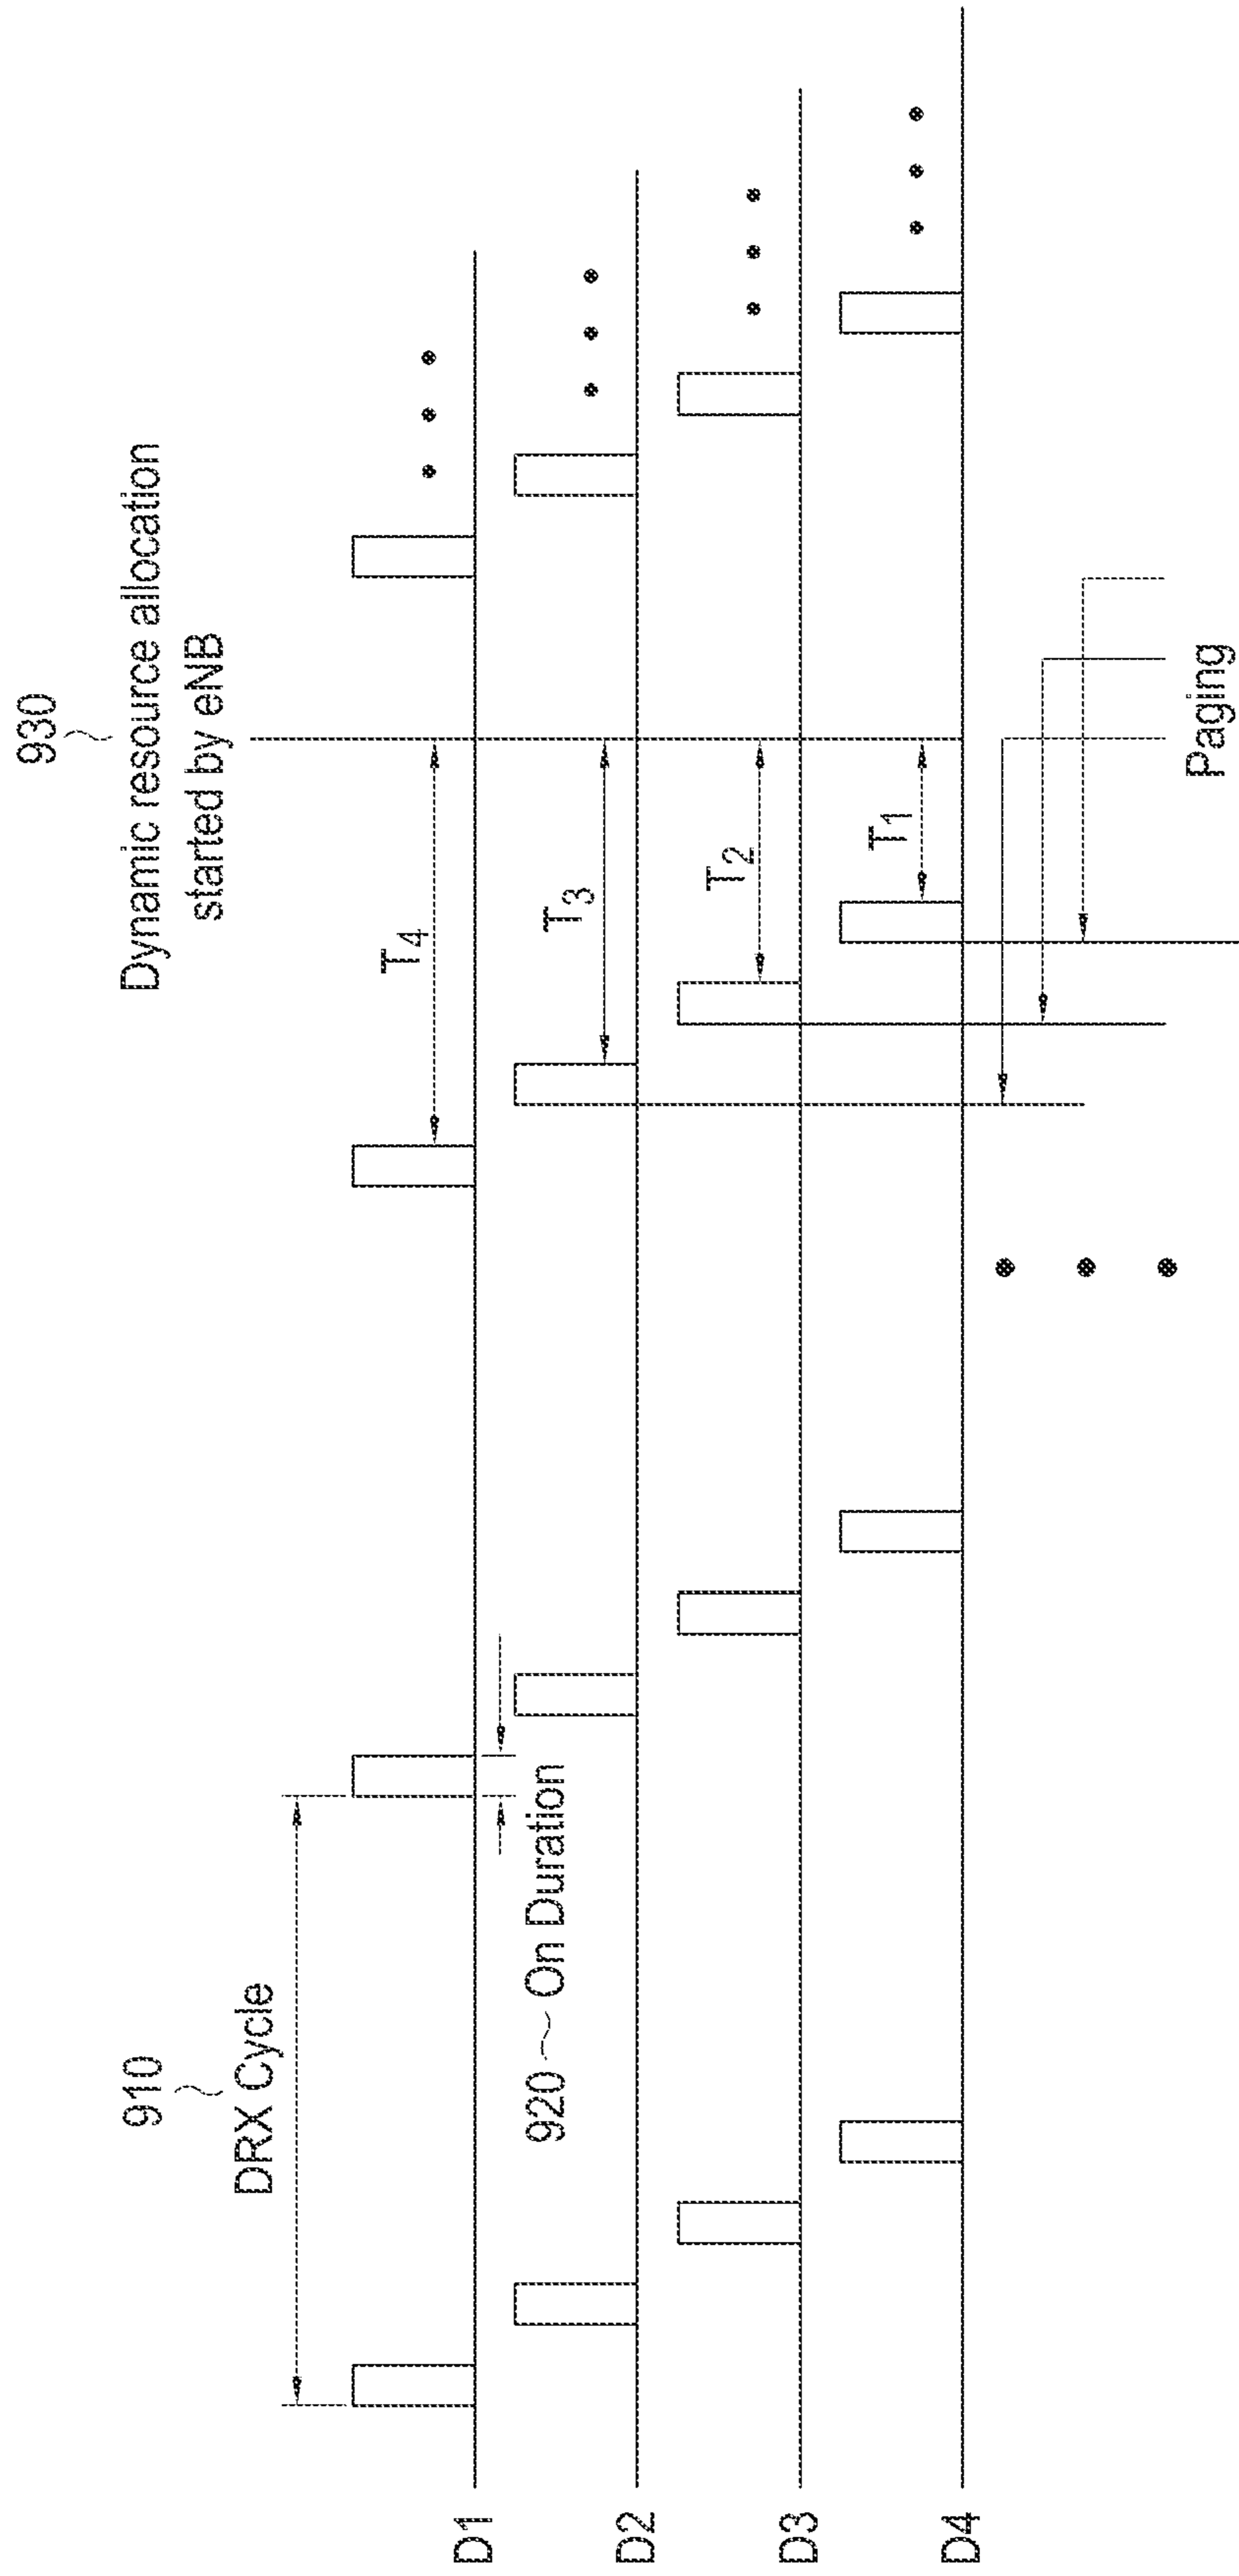 930
Dynamic resource allocation
started by eNB
910
DRX Cycle
920
On Duration
T4
T3
T2
T1
D1
D2
D3
D4
Paging